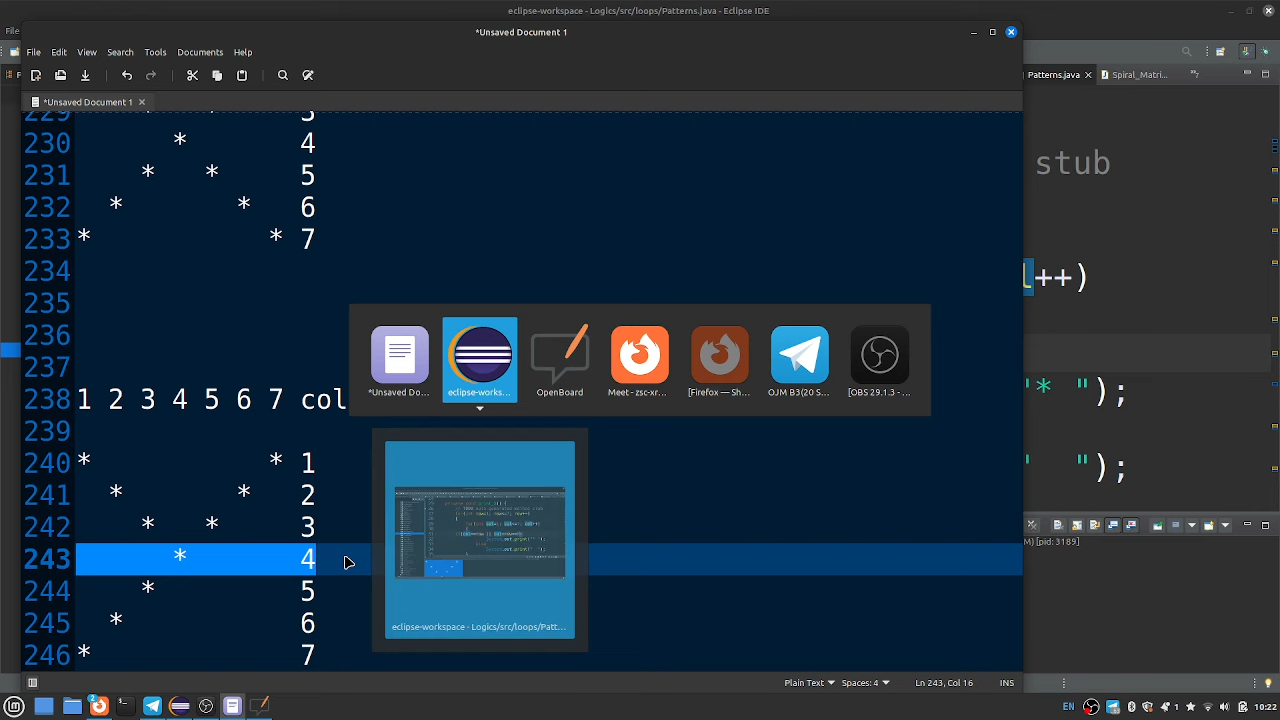 eclipse-workspace - Logics/src/loops/Patterns.java - Eclipse IDE
*Unsaved Document 1
File Edit View Search Tools Documents Help
*Unsaved Document 1
Patterns.java
Spiral_Matri...
229 * * 3
230 * 4
231 * * 5
232 * * 6
233 * * 7
234
235
236
237
238 1 2 3 4 5 6 7 col
239
240 * * 1
241 * * 2
242 * * 3
243 * 4
244 * 5
245 * 6
246 * 7
stub
l++)
"* ");
" ");
*Unsaved Do...
eclipse-works...
OpenBoard
Meet - zsc-xr...
[Firefox — Sh...
OJM B3(20 S...
[OBS 29.1.3 - ...
eclipse-workspace - Logics/src/loops/Patt...
) [pid: 3189]
Plain Text Spaces: 4 Ln 243, Col 16 INS
EN 1 10:22